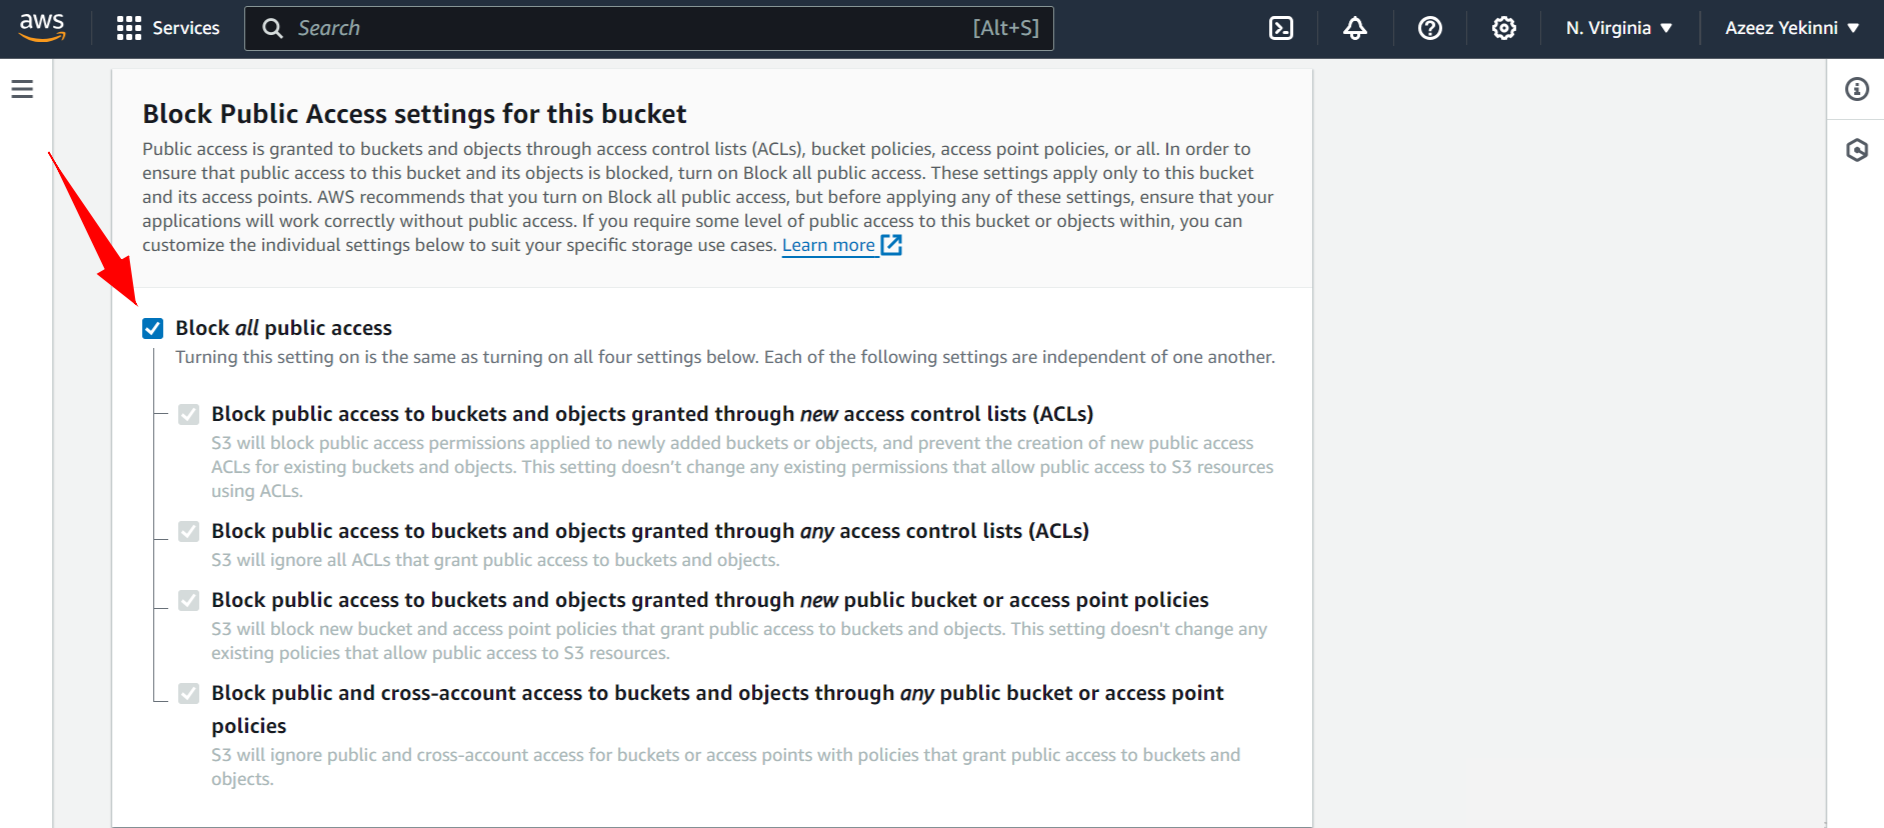 aws Services Search [Alt+S] N. Virginia Azeez Yekinni
Block Public Access settings for this bucket
Public access is granted to buckets and objects through access control lists (ACLs), bucket policies, access point policies, or all. In order to
ensure that public access to this bucket and its objects is blocked, turn on Block all public access. These settings apply only to this bucket
and its access points. AWS recommends that you turn on Block all public access, but before applying any of these settings, ensure that your
applications will work correctly without public access. If you require some level of public access to this bucket or objects within, you can
customize the individual settings below to suit your specific storage use cases. Learn more
Block all public access
Turning this setting on is the same as turning on all four settings below. Each of the following settings are independent of one another.
Block public access to buckets and objects granted through new access control lists (ACLs)
S3 will block public access permissions applied to newly added buckets or objects, and prevent the creation of new public access
ACLs for existing buckets and objects. This setting doesn't change any existing permissions that allow public access to S3 resources
using ACLs.
Block public access to buckets and objects granted through any access control lists (ACLs)
S3 will ignore all ACLs that grant public access to buckets and objects.
Block public access to buckets and objects granted through new public bucket or access point policies
S3 will block new bucket and access point policies that grant public access to buckets and objects. This setting doesn't change any
existing policies that allow public access to S3 resources.
Block public and cross-account access to buckets and objects through any public bucket or access point
policies
S3 will ignore public and cross-account access for buckets or access points with policies that grant public access to buckets and
objects.